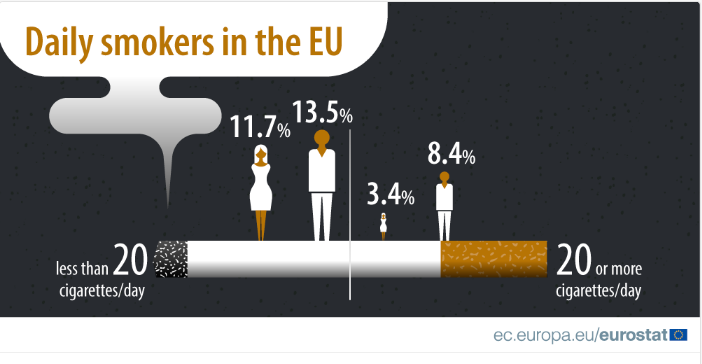 Daily smokers in the EU
11.7%
13.5%
3.4%
8.4%
less than 20
cigarettes/day
20 or more
cigarettes/day
ec.europa.eu/eurostat